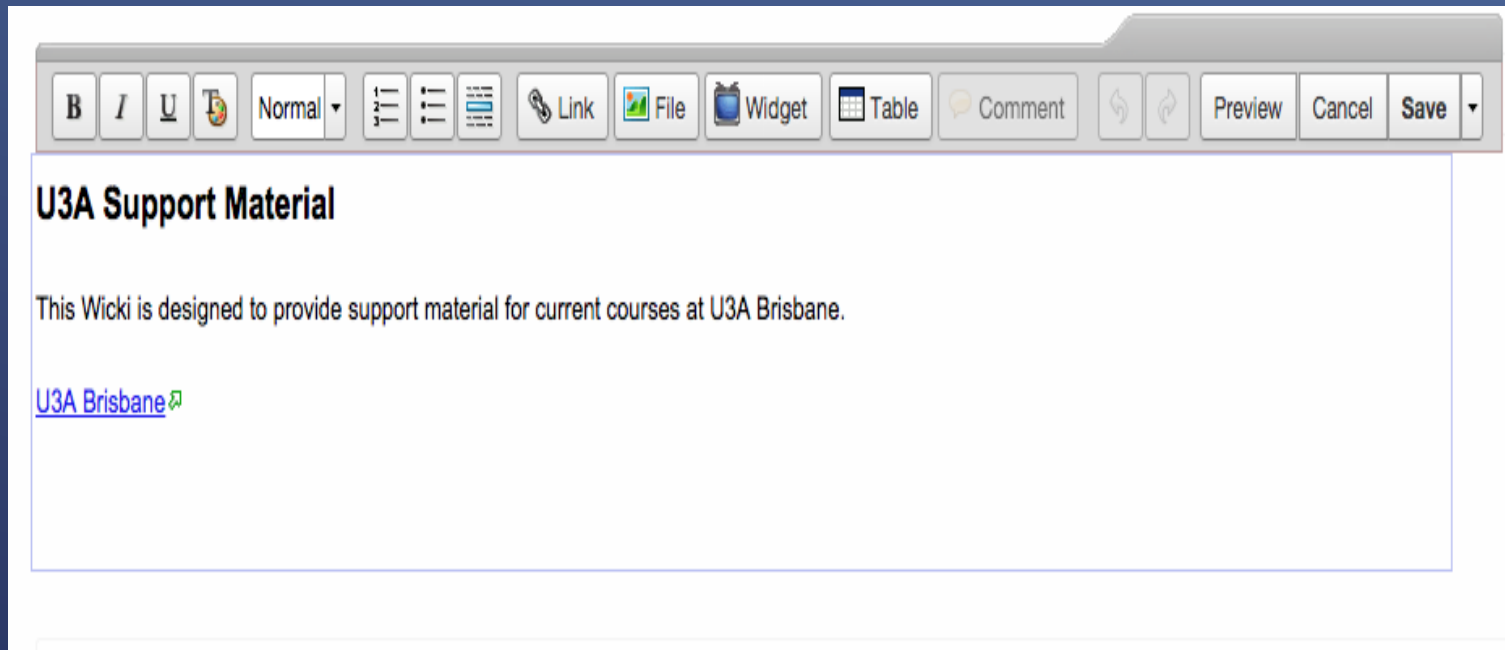 B I U T Normal Link File Widget Table Comment Preview Cancel Save
U3A Support Material
This Wicki is designed to provide support material for current courses at U3A Brisbane.
U3A Brisbane